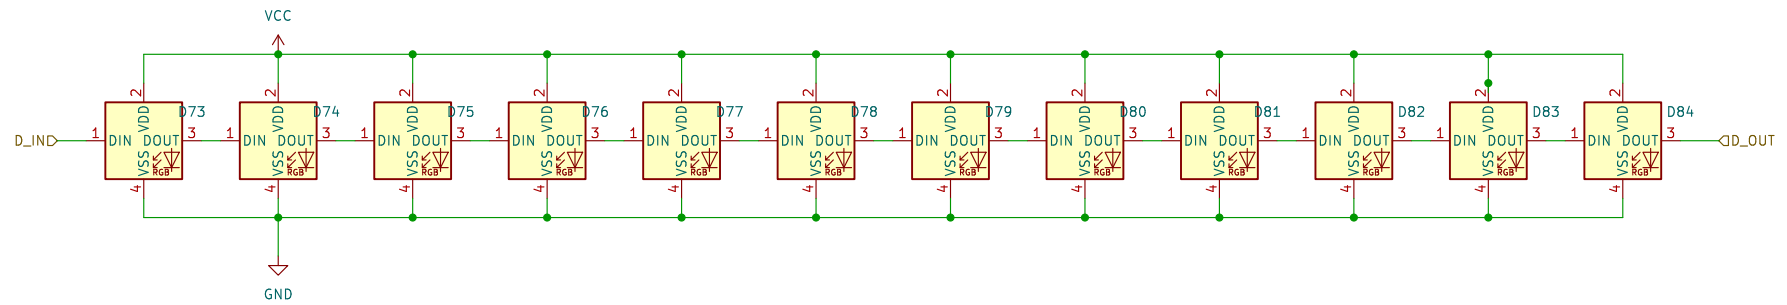 VCC
2 2 2 2 2 2 2 2 2 2 2 2
D73 D74 D75 D76 D77 D78 D79 D80 D81 D82 D83 D84
VDD VDD VDD VDD VDD VDD VDD VDD VDD VDD VDD VDD
D_IN 1 DIN DOUT 3 1 DIN DOUT 3 1 DIN DOUT 3 1 DIN DOUT 3 1 DIN DOUT 3 1 DIN DOUT 3 1 DIN DOUT 3 1 DIN DOUT 3 1 DIN DOUT 3 1 DIN DOUT 3 1 DIN DOUT 3 1 DIN DOUT 3 D_OUT
VSS VSS VSS VSS VSS VSS VSS VSS VSS VSS VSS VSS
RGB RGB RGB RGB RGB RGB RGB RGB RGB RGB RGB RGB
4 4 4 4 4 4 4 4 4 4 4 4
GND